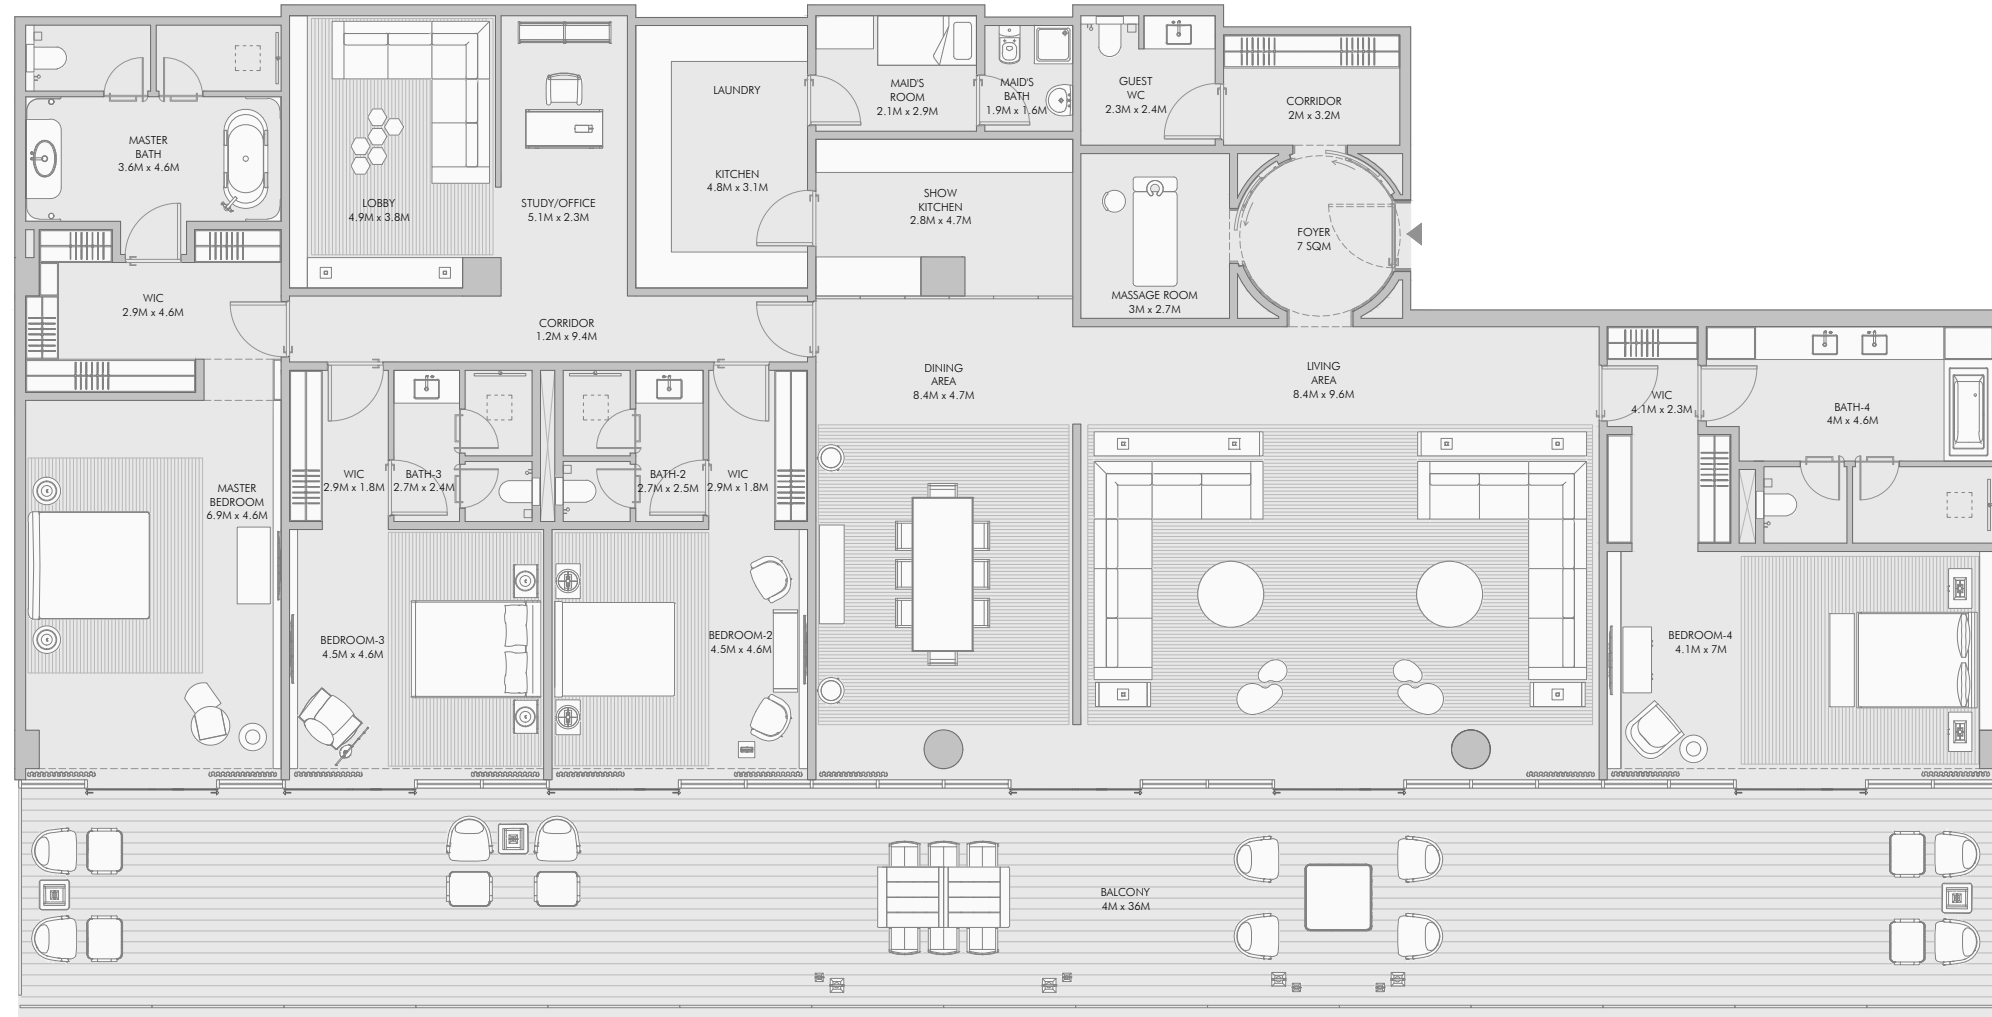 MASTER
BATH
3.6M x 4.6M
LOBBY
4.9M x 3.8M
STUDY/OFFICE
5.1M x 2.3M
LAUNDRY
KITCHEN
4.8M x 3.1M
MAID'S
ROOM
2.1M x 2.9M
MAID'S
BATH
1.9M x 1.6M
GUEST
WC
2.3M x 2.4M
CORRIDOR
2M x 3.2M
SHOW
KITCHEN
2.8M x 4.7M
FOYER
7 SQM
MASSAGE ROOM
3M x 2.7M
WIC
2.9M x 4.6M
CORRIDOR
1.2M x 9.4M
DINING
AREA
8.4M x 4.7M
LIVING
AREA
8.4M x 9.6M
WIC
4.1M x 2.3M
BATH-4
4M x 4.6M
MASTER
BEDROOM
6.9M x 4.6M
WIC
2.9M x 1.8M
BATH-3
2.7M x 2.4M
BATH-2
2.7M x 2.5M
WIC
2.9M x 1.8M
BEDROOM-3
4.5M x 4.6M
BEDROOM-2
4.5M x 4.6M
BEDROOM-4
4.1M x 7M
BALCONY
4M x 36M